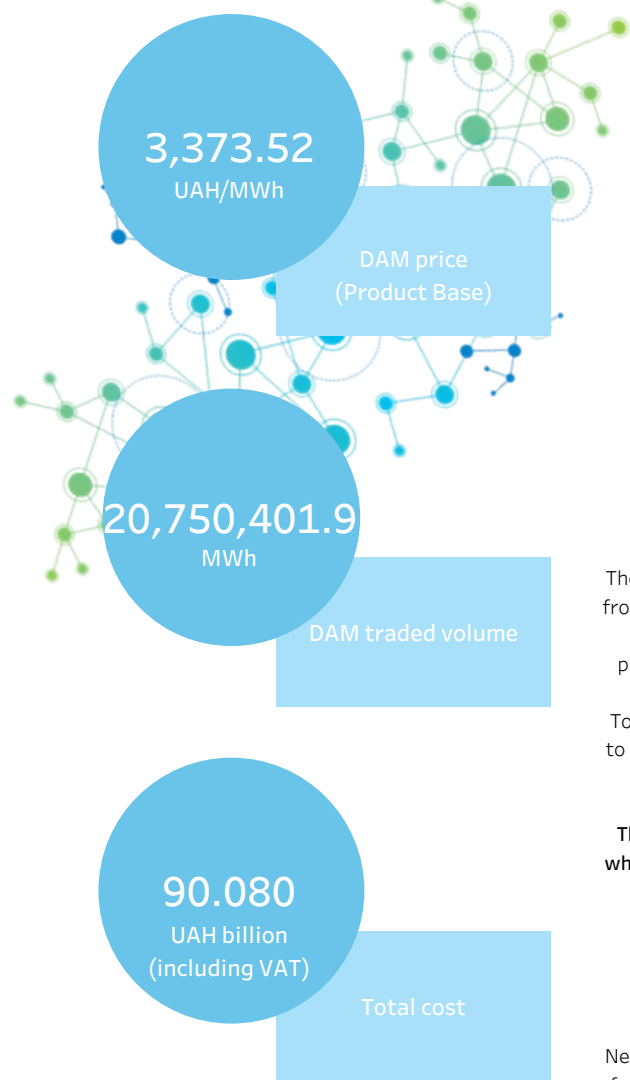 3,373.52
UAH/MWh
DAM price
(Product Base)
20,750,401.9
MWh
DAM traded volume
90.080
UAH billion
(including VAT)
Total cost
to